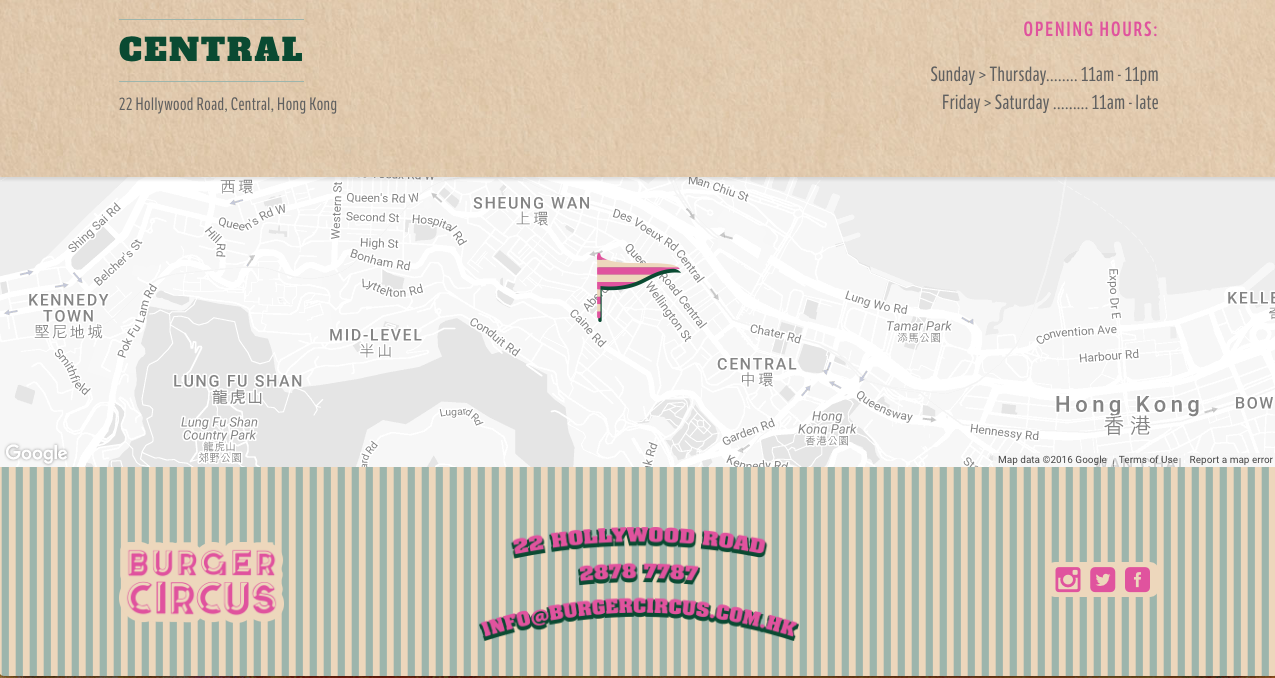 CENTRAL
22 Hollywood Road, Central, Hong Kong
OPENING HOURS:
Sunday > Thursday........ 11am - 11pm
Friday > Saturday ......... 11am - late
西環
Man Chiu St
Queen's Rd W
Western St
SHEUNG WAN
上環
Shing Sai Rd
Queen's Rd W
Second St
Hospital Rd
Des Voeux Rd Central
Hill Rd
High St
Belcher's St
Bonham Rd
Road Central
Expo Dr E
Lyttelton Rd
Wellington St
KENNEDY
TOWN
堅尼地城
Pok Fu Lam Rd
Caine Rd
Lung Wo Rd
Tamar Park
添馬公園
Convention Ave
MID-LEVEL
半山
Conduit Rd
Chater Rd
Harbour Rd
Smithfield
CENTRAL
中環
LUNG FU SHAN
龍虎山
Hong Kong
香港
Lugard Rd
Queensway
Lung Fu Shan
Country Park
龍虎山
郊野公園
Hong
Kong Park
香港公園
Garden Rd
Hennessy Rd
Kennedy Rd
Google
Map data ©2016 Google
Terms of Use
Report a map error
BURGER
CIRCUS
22 HOLLYWOOD ROAD
2878 7787
INFO@BURGERCIRCUS.COM.HK